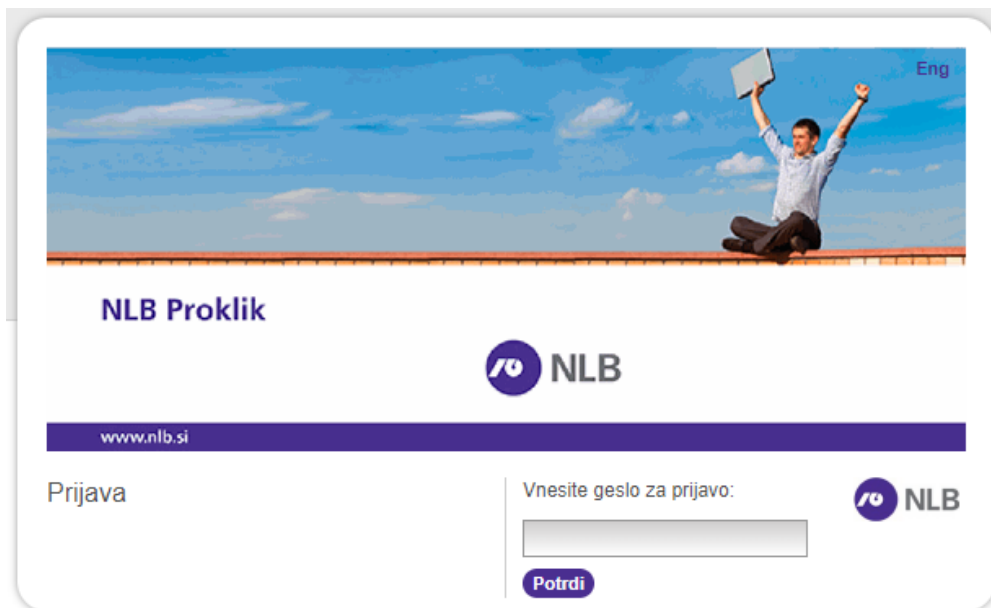 Eng
NLB Proklik
NLB
www.nlb.si
Prijava
Vnesite geslo za prijavo:
NLB
Potrdi